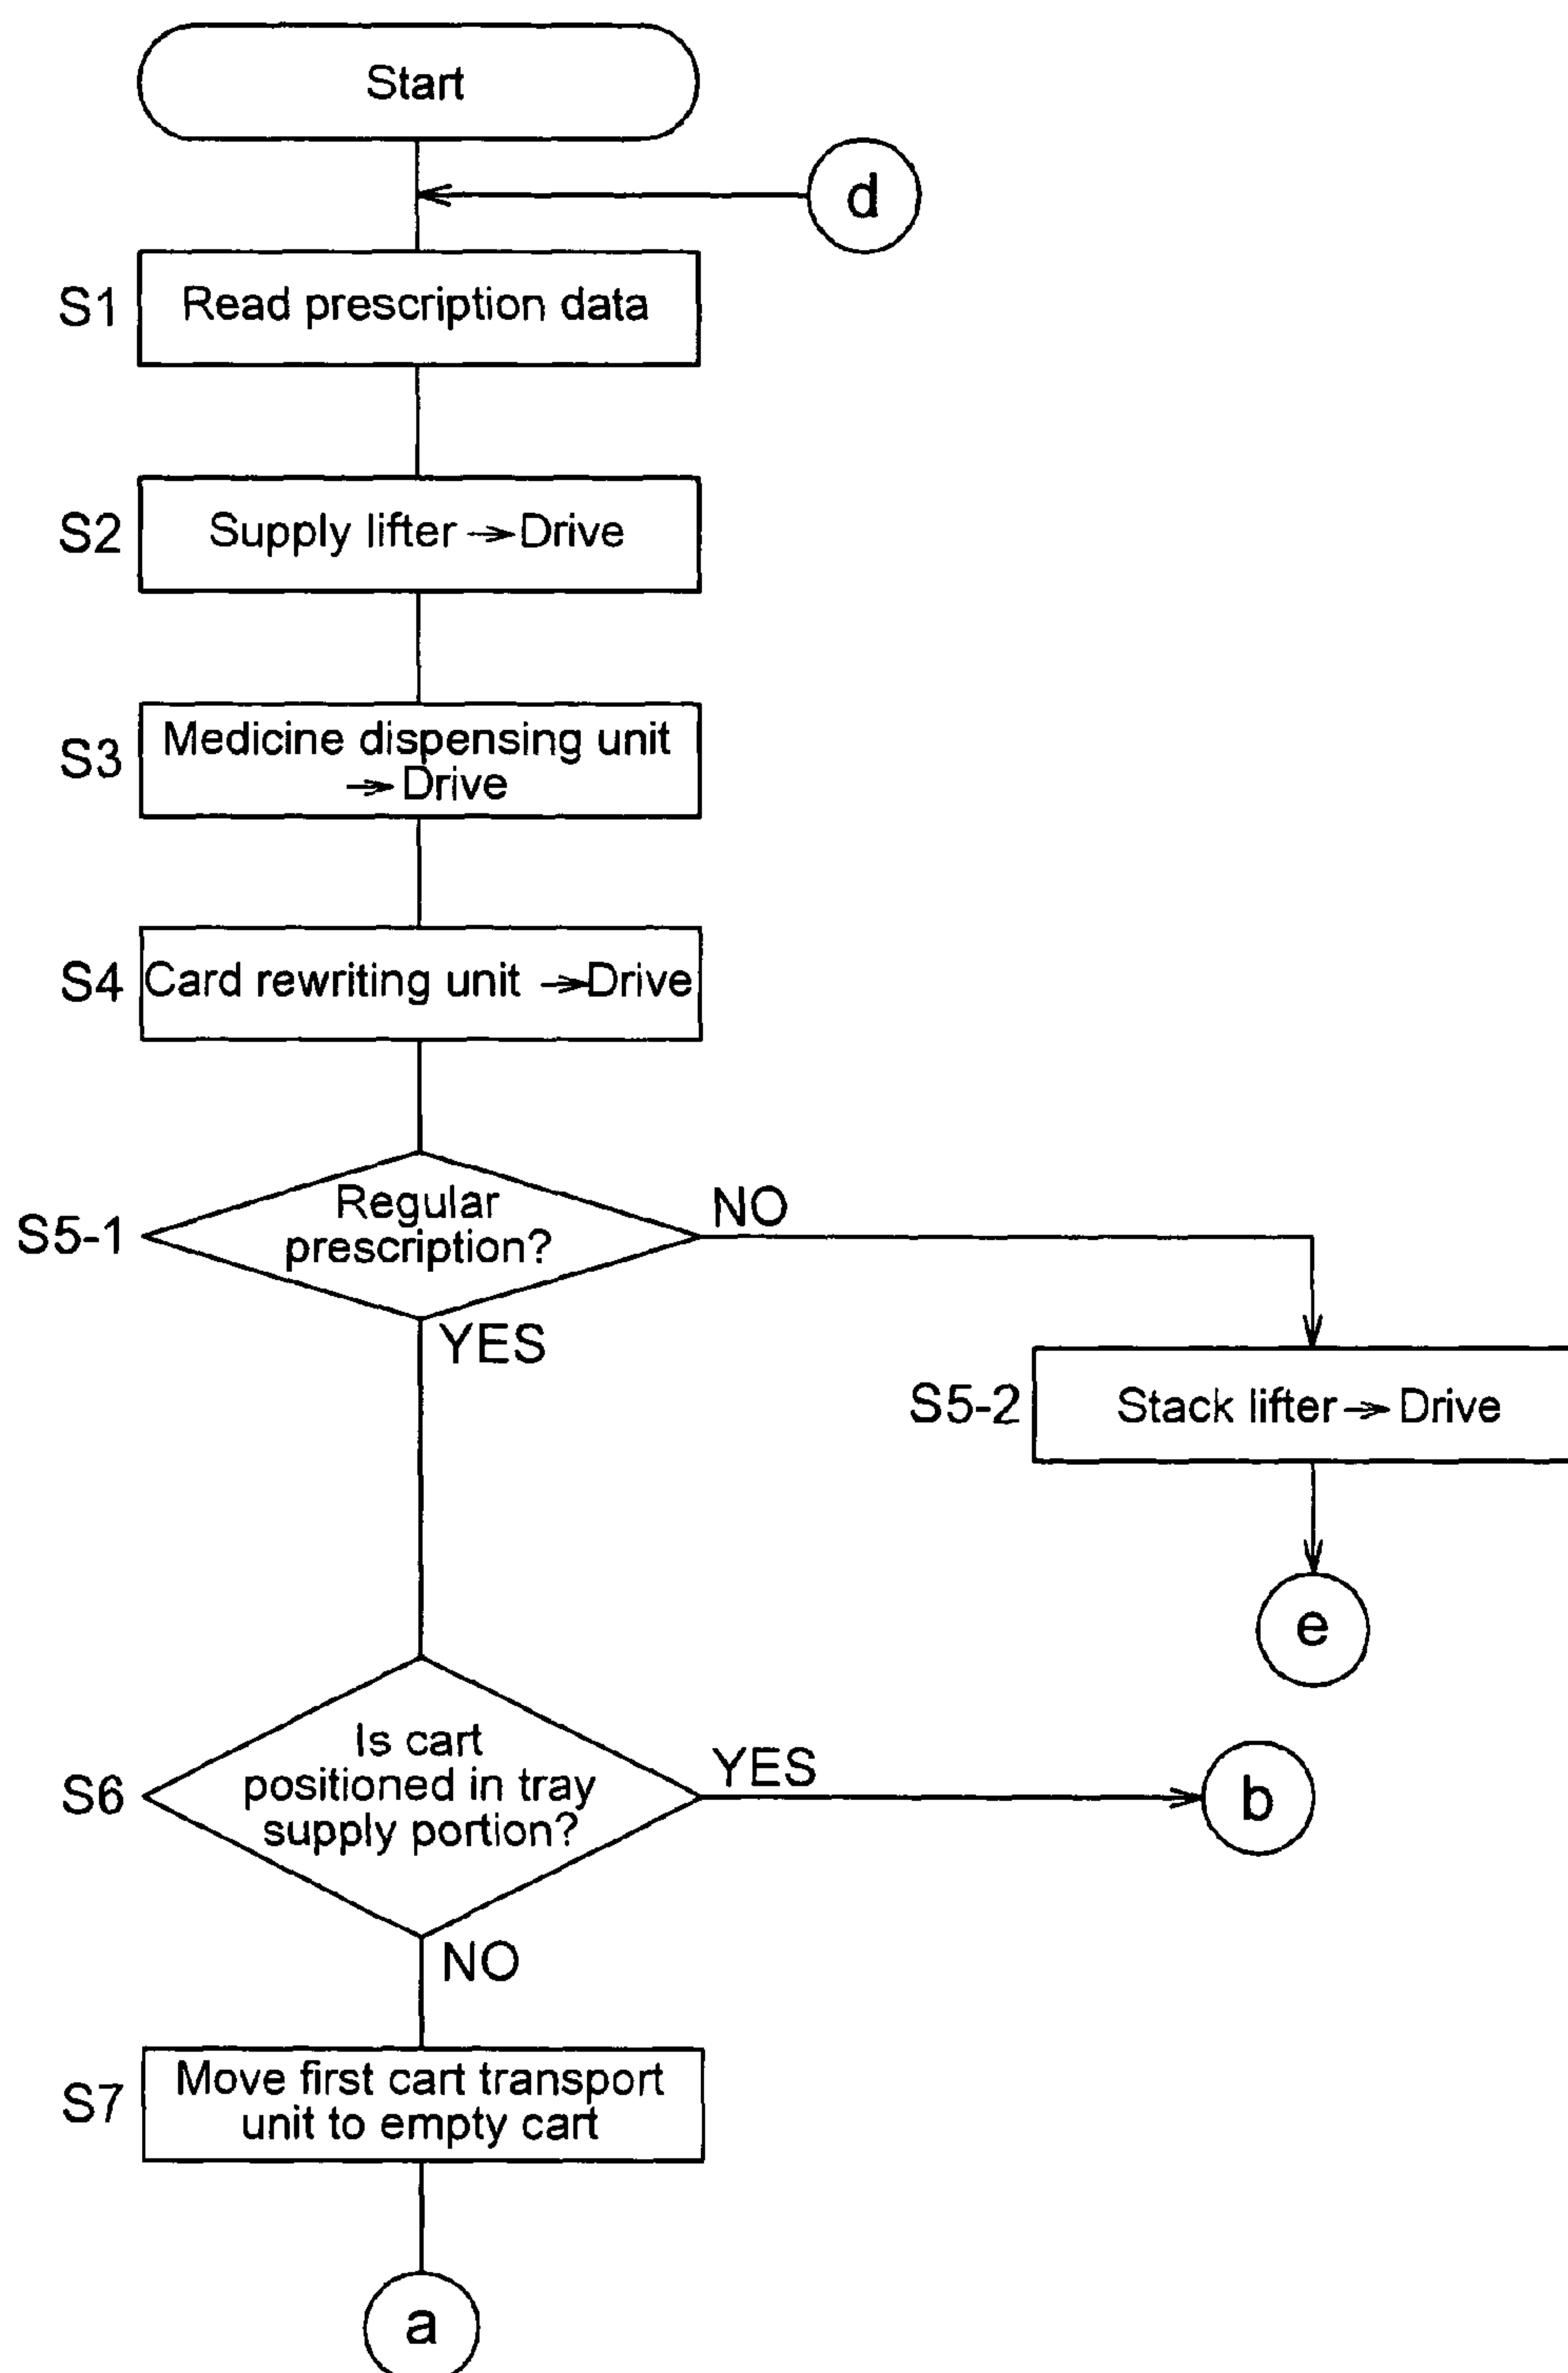 Start
d
S1
Read prescription data
S2
Supply lifter → Drive
S3
Medicine dispensing unit
→ Drive
S4
Card rewriting unit → Drive
S5-1
Regular
prescription?
NO
YES
S5-2
Stack lifter → Drive
e
S6
Is cart
positioned in tray
supply portion?
YES
b
NO
S7
Move first cart transport
unit to empty cart
a